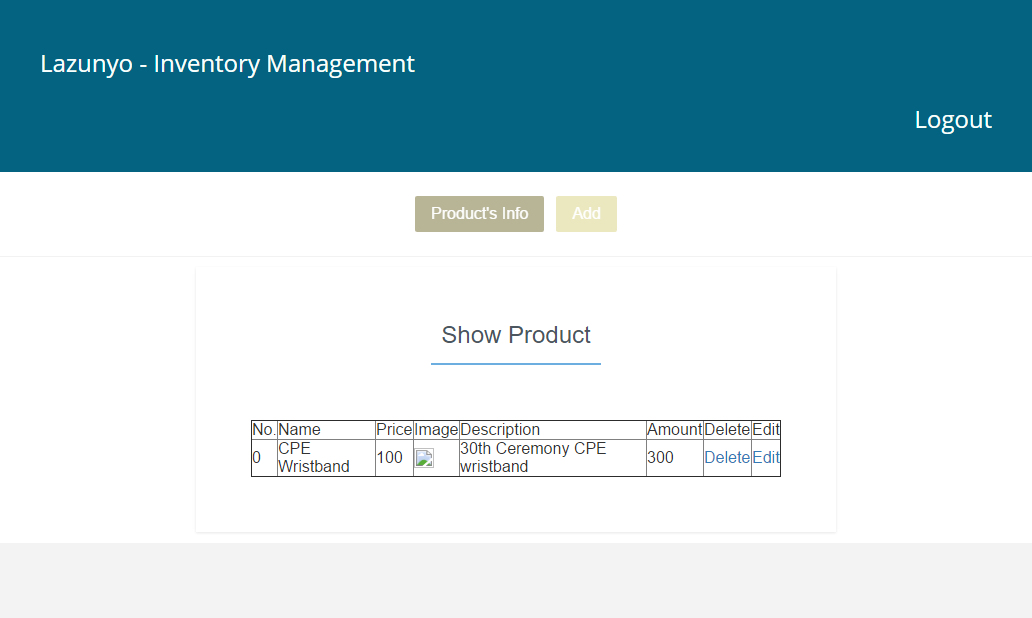 Lazunyo - Inventory Management
Logout
Product's Info Add
Show Product
No. Name Price Image Description Amount Delete Edit
0 CPE Wristband 100 30th Ceremony CPE wristband 300 Delete Edit